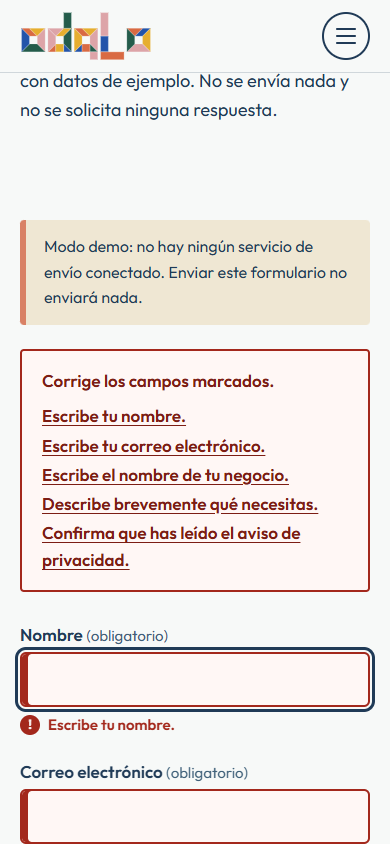 adaLo
con datos de ejemplo. No se envía nada y
no se solicita ninguna respuesta.
Modo demo: no hay ningún servicio de
envío conectado. Enviar este formulario no
enviará nada.
Corrige los campos marcados.
Escribe tu nombre.
Escribe tu correo electrónico.
Escribe el nombre de tu negocio.
Describe brevemente qué necesitas.
Confirma que has leído el aviso de
privacidad.
Nombre (obligatorio)
! Escribe tu nombre.
Correo electrónico (obligatorio)